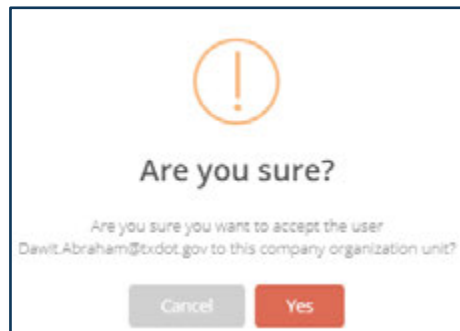 Are you sure?
Are you sure you want to accept the user
Dawit.Abraham@txdot.gov to this company organization unit?
Cancel
Yes